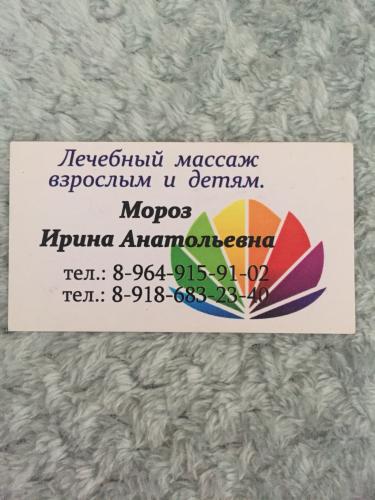 Лечебный массаж
взрослым и детям.
Мороз
Ирина Анатольевна
тел.: 8-964-915-91-02
тел.: 8-918-683-23-40